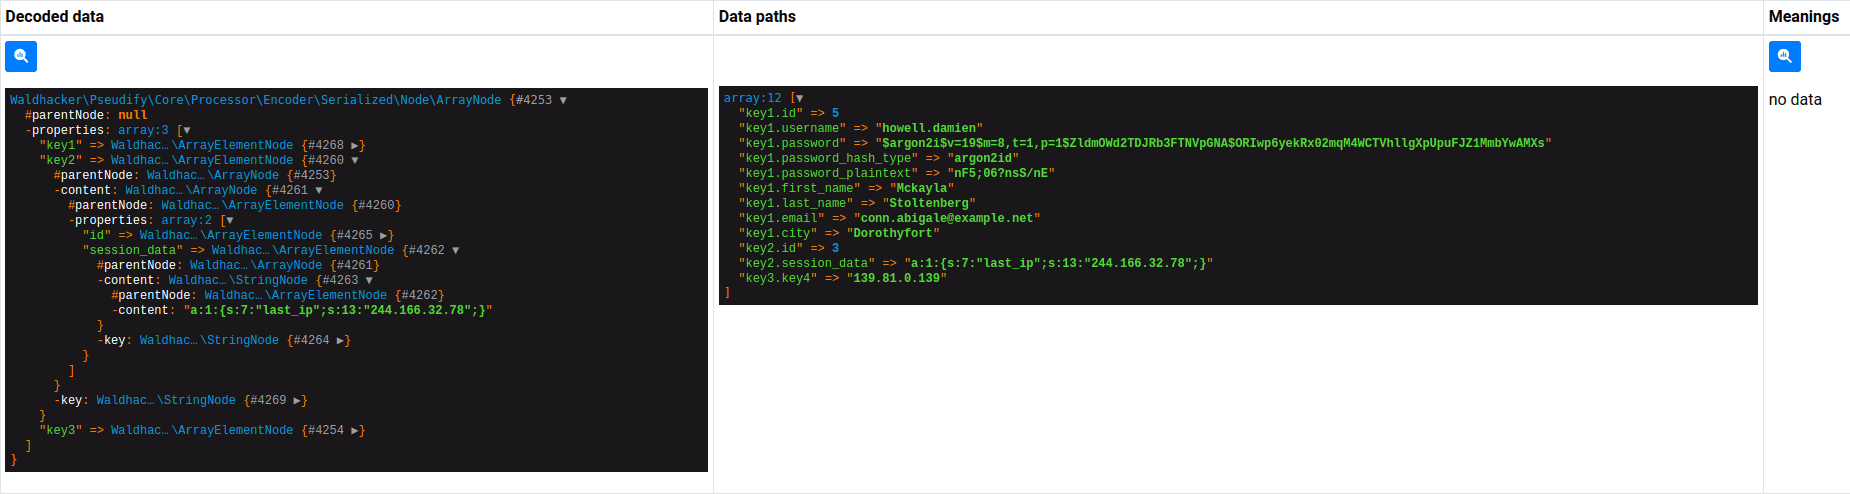 Decoded data
Waldhacker\Pseudify\Core\Processor\Encoder\Serialized\Node\ArrayNode {#4253 ▼
#parentNode: null
-properties: array:3 [▼
"key1" => Waldhac…\ArrayElementNode {#4268 ▶}
"key2" => Waldhac…\ArrayElementNode {#4260 ▼
#parentNode: Waldhac…\ArrayNode {#4253}
-content: Waldhac…\ArrayNode {#4261 ▼
#parentNode: Waldhac…\ArrayElementNode {#4260}
-properties: array:2 [▼
"id" => Waldhac…\ArrayElementNode {#4265 ▶}
"session_data" => Waldhac…\ArrayElementNode {#4262 ▼
#parentNode: Waldhac…\ArrayNode {#4261}
-content: Waldhac…\StringNode {#4263 ▼
#parentNode: Waldhac…\ArrayElementNode {#4262}
-content: "a:1:{s:7:"last_ip";s:13:"244.166.32.78";}"
}
-key: Waldhac…\StringNode {#4264 ▶}
}
]
}
-key: Waldhac…\StringNode {#4269 ▶}
}
"key3" => Waldhac…\ArrayElementNode {#4254 ▶}
]
}
Data paths
array:12 [▼
"key1.id" => 5
"key1.username" => "howell.damien"
"key1.password" => "$argon2i$v=19$m=8,t=1,p=1$ZldmOWd2TDJRb3FTNVpGNA$ORIwp6yekRx02mqM4WCTVhllgXpUpuFJZ1MmbYwAMXs"
"key1.password_hash_type" => "argon2id"
"key1.password_plaintext" => "nF5;06?nsS/nE"
"key1.first_name" => "Mckayla"
"key1.last_name" => "Stoltenberg"
"key1.email" => "conn.abigale@example.net"
"key1.city" => "Dorothyfort"
"key2.id" => 3
"key2.session_data" => "a:1:{s:7:"last_ip";s:13:"244.166.32.78";}"
"key3.key4" => "139.81.0.139"
]
Meanings
no data